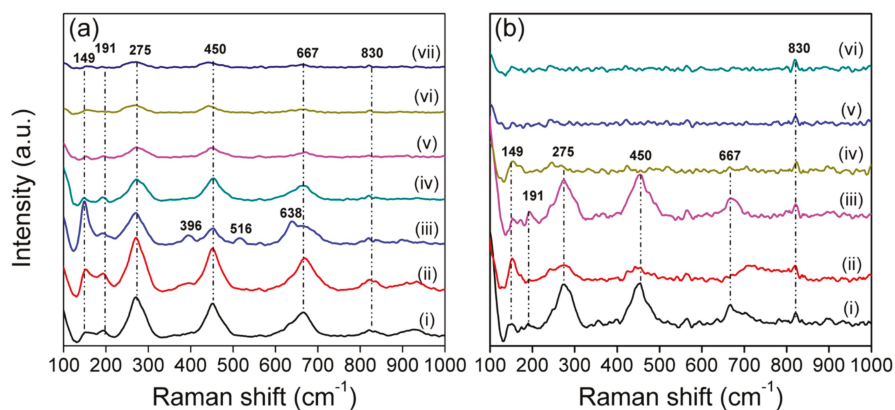 (a)
149 191 275 450 667 830
(vii)
(vi)
(v)
(iv)
396 516 638 (iii)
(ii)
(i)
100 200 300 400 500 600 700 800 900 1000
Raman shift (cm⁻¹)
Intensity (a.u.)
(b)
830
(vi)
(v)
149 275 450 667 (iv)
191 (iii)
(ii)
(i)
100 200 300 400 500 600 700 800 900 1000
Raman shift (cm⁻¹)